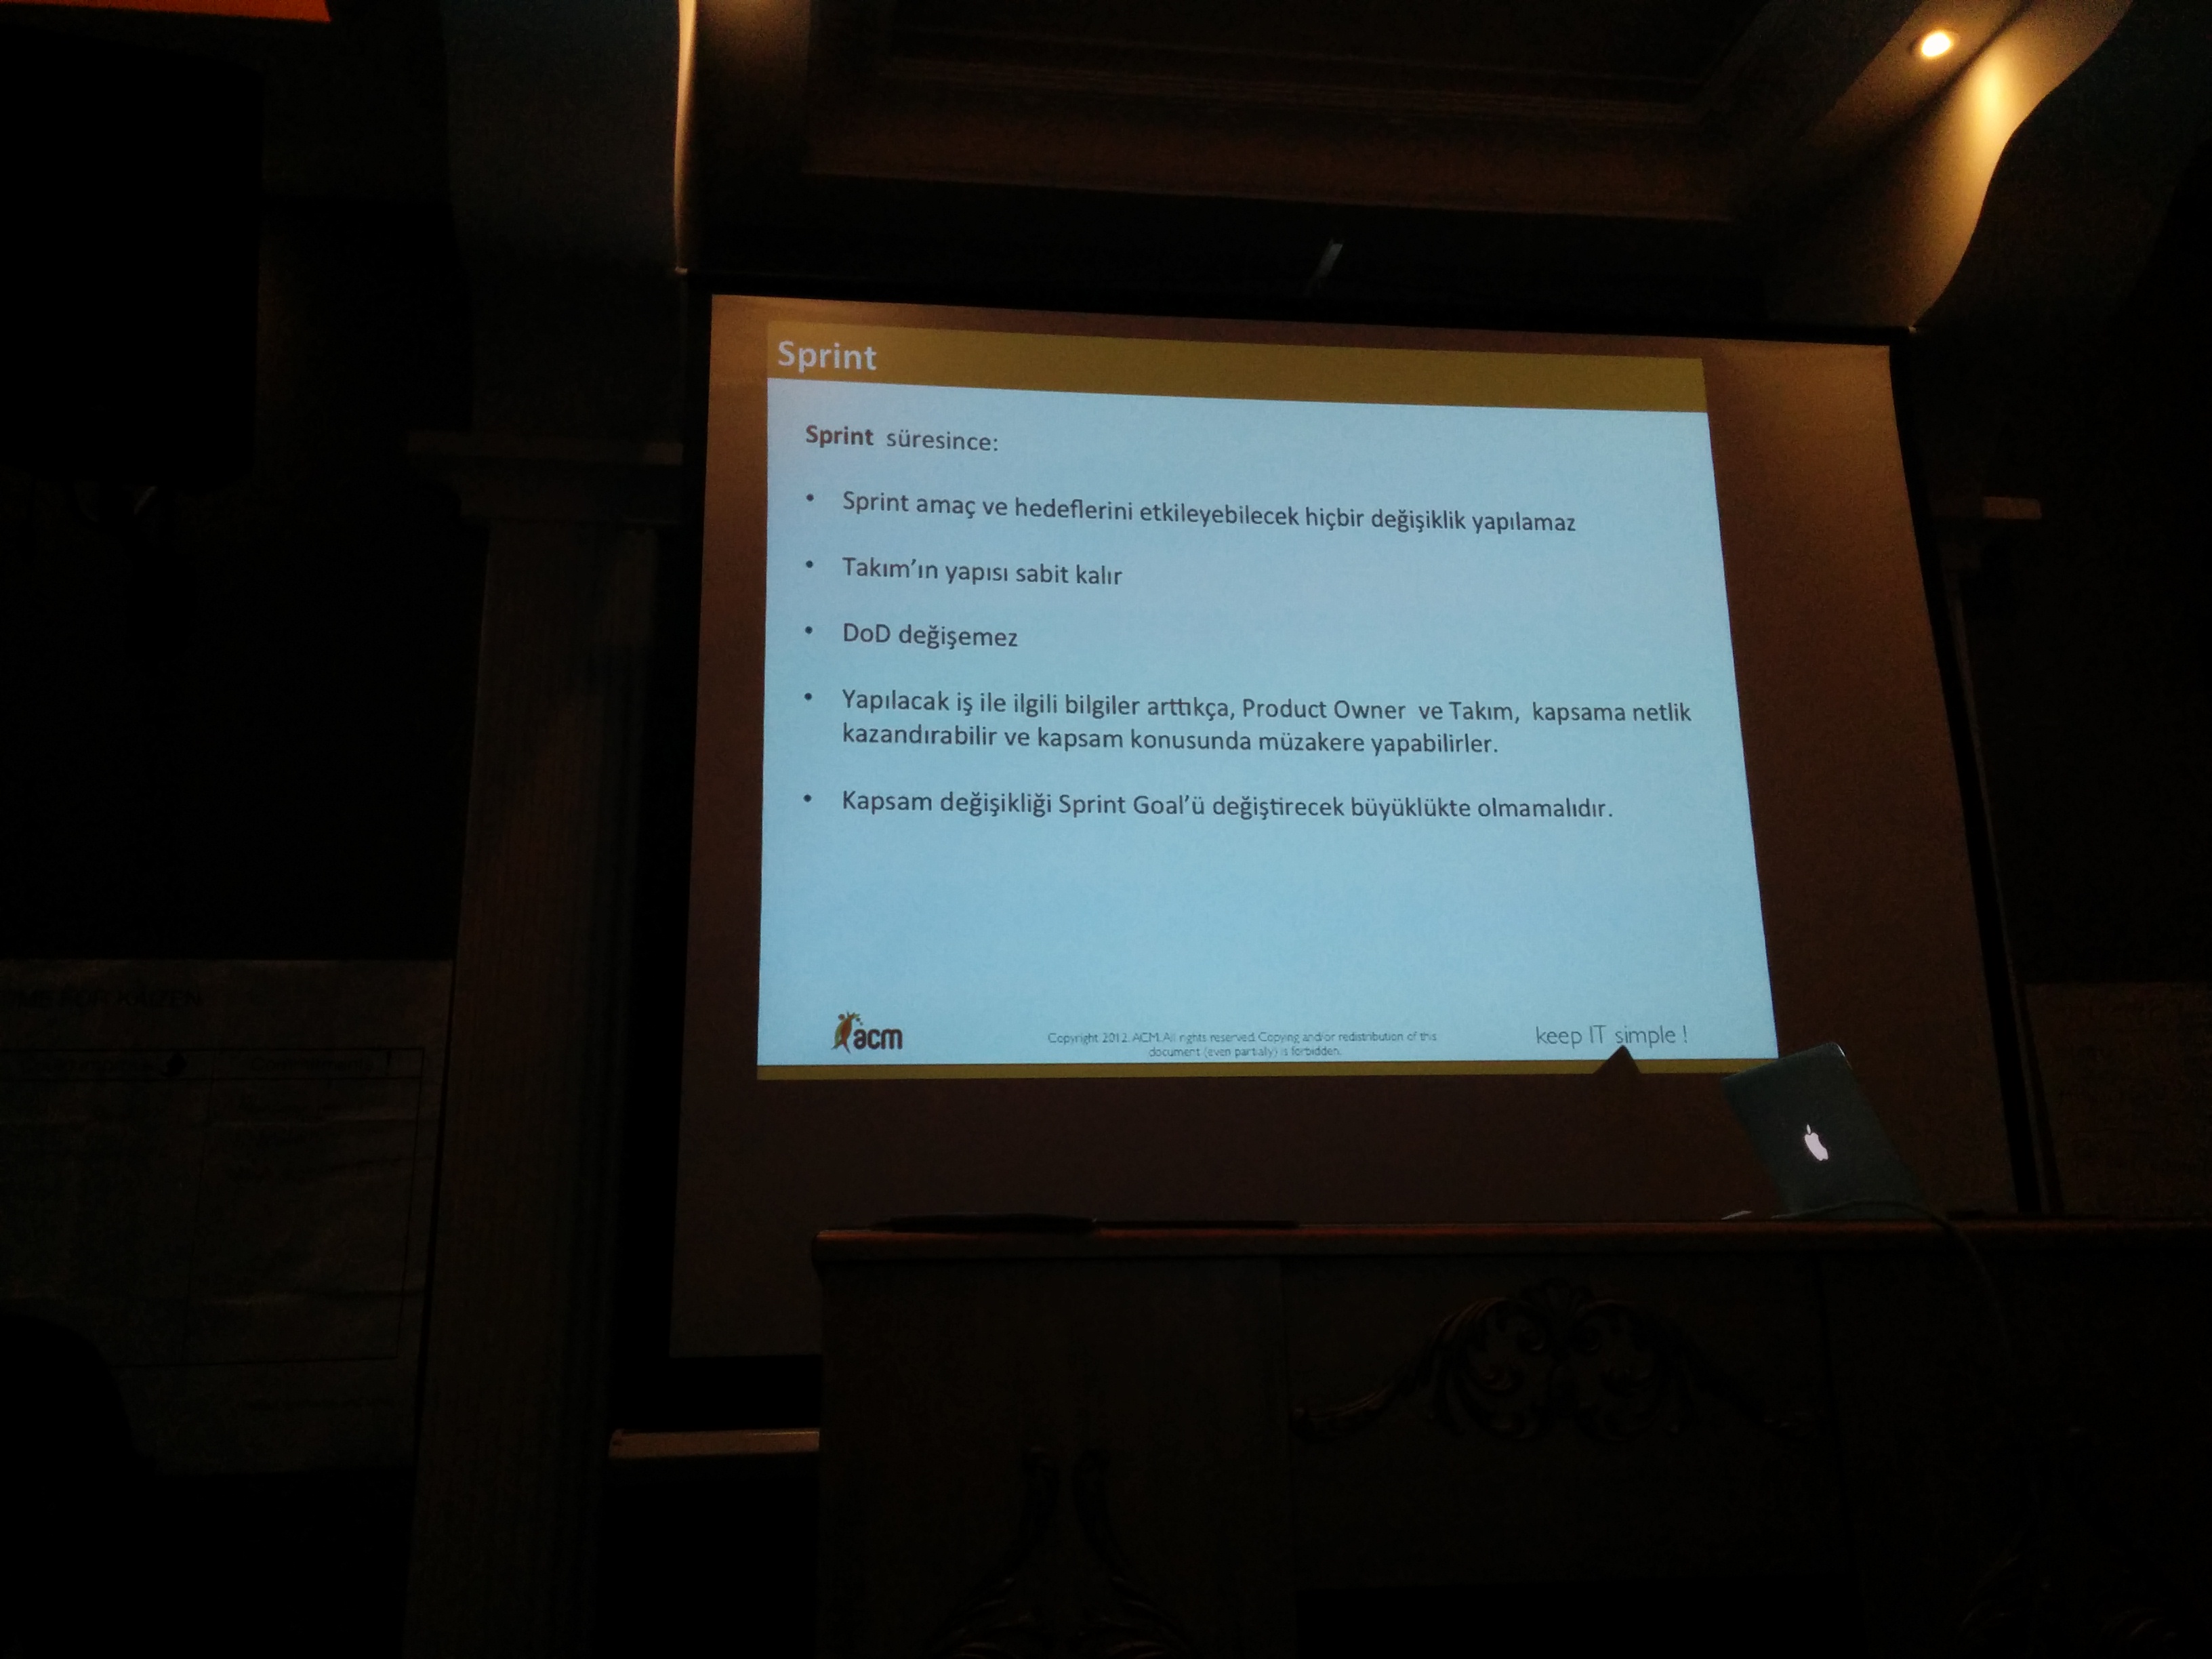 Sprint
Sprint süresince:
• Sprint amaç ve hedeflerini etkileyebilecek hiçbir değişiklik yapılamaz
• Takım'ın yapısı sabit kalır
• DoD değişemez
• Yapılacak iş ile ilgili bilgiler arttıkça, Product Owner ve Takım, kapsama netlik
kazandırabilir ve kapsam konusunda müzakere yapabilirler.
• Kapsam değişikliği Sprint Goal'ü değiştirecek büyüklükte olmamalıdır.
acm
Copyright 2012. ACM. All rights reserved. Copying and/or redistribution of this
document (even partialy) is forbidden.
keep IT simple !